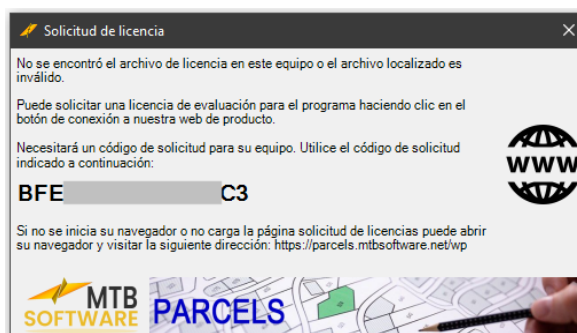 Solicitud de licencia
No se encontró el archivo de licencia en este equipo o el archivo localizado es
inválido.
Puede solicitar una licencia de evaluación para el programa haciendo clic en el
botón de conexión a nuestra web de producto.
Necesitará un código de solicitud para su equipo. Utilice el código de solicitud
indicado a continuación:
WWW
BFE C3
Si no se inicia su navegador o no carga la página solicitud de licencias puede abrir
su navegador y visitar la siguiente dirección: https://parcels.mtbsoftware.net/wp
MTB
SOFTWARE
PARCELS